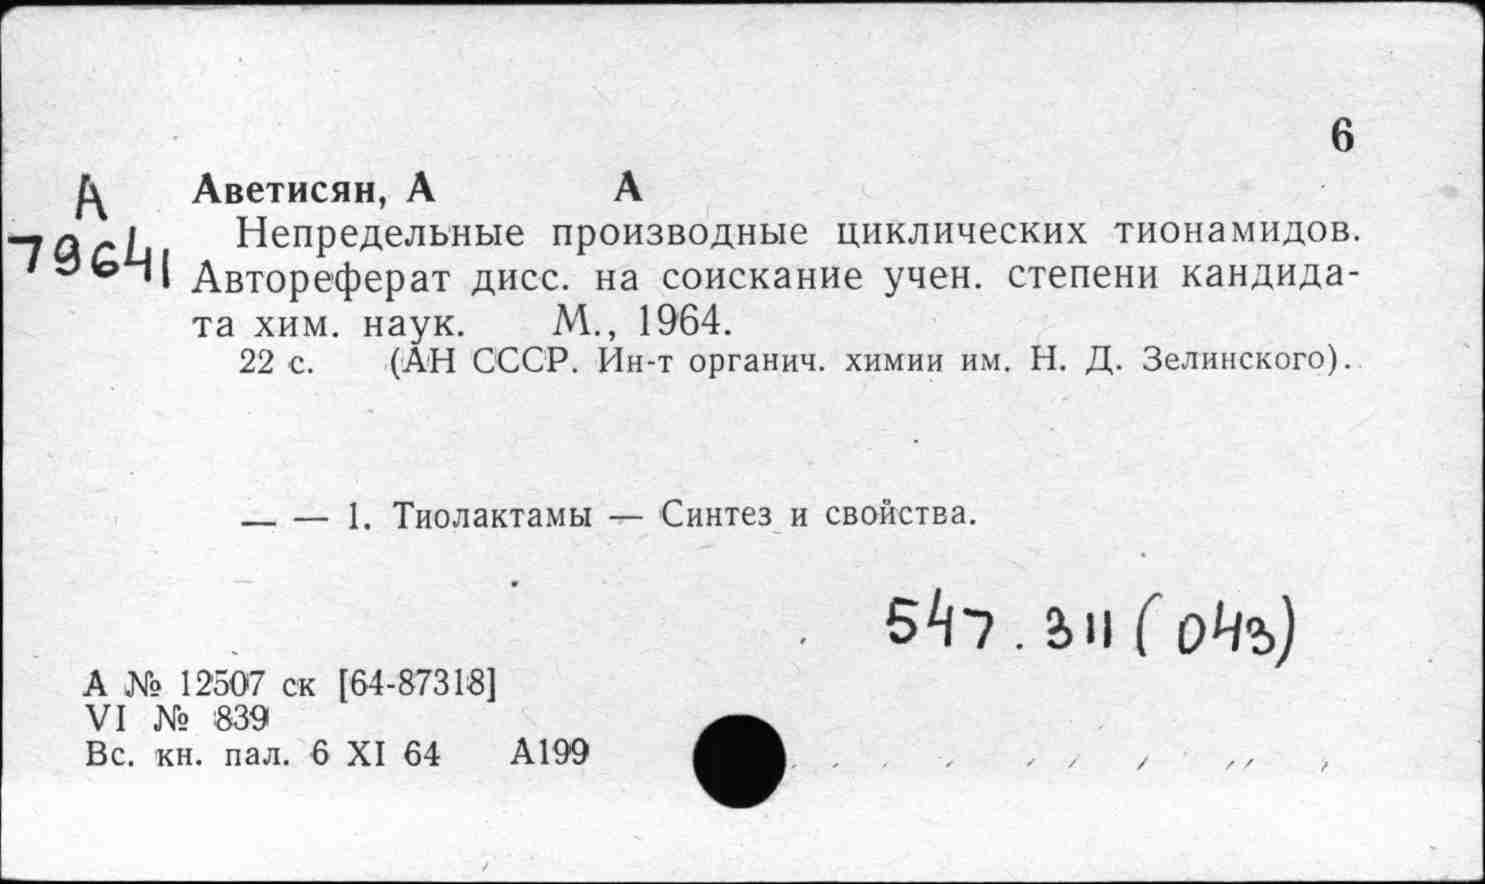 6
А Аветисян, А А
79641 Непредельные производные циклических тионамидов.
Автореферат дисс. на соискание учен. степени кандида-
та хим. наук. М., 1964.
22 с. (АН СССР. Ин-т органич. химии им. Н. Д. Зелинского).
— — 1. Тиолактамы — Синтез и свойства.
547.311(043)
А № 12507 ск [64-87318]
VI № 839
Вс. кн. пал. 6 XI 64 А199